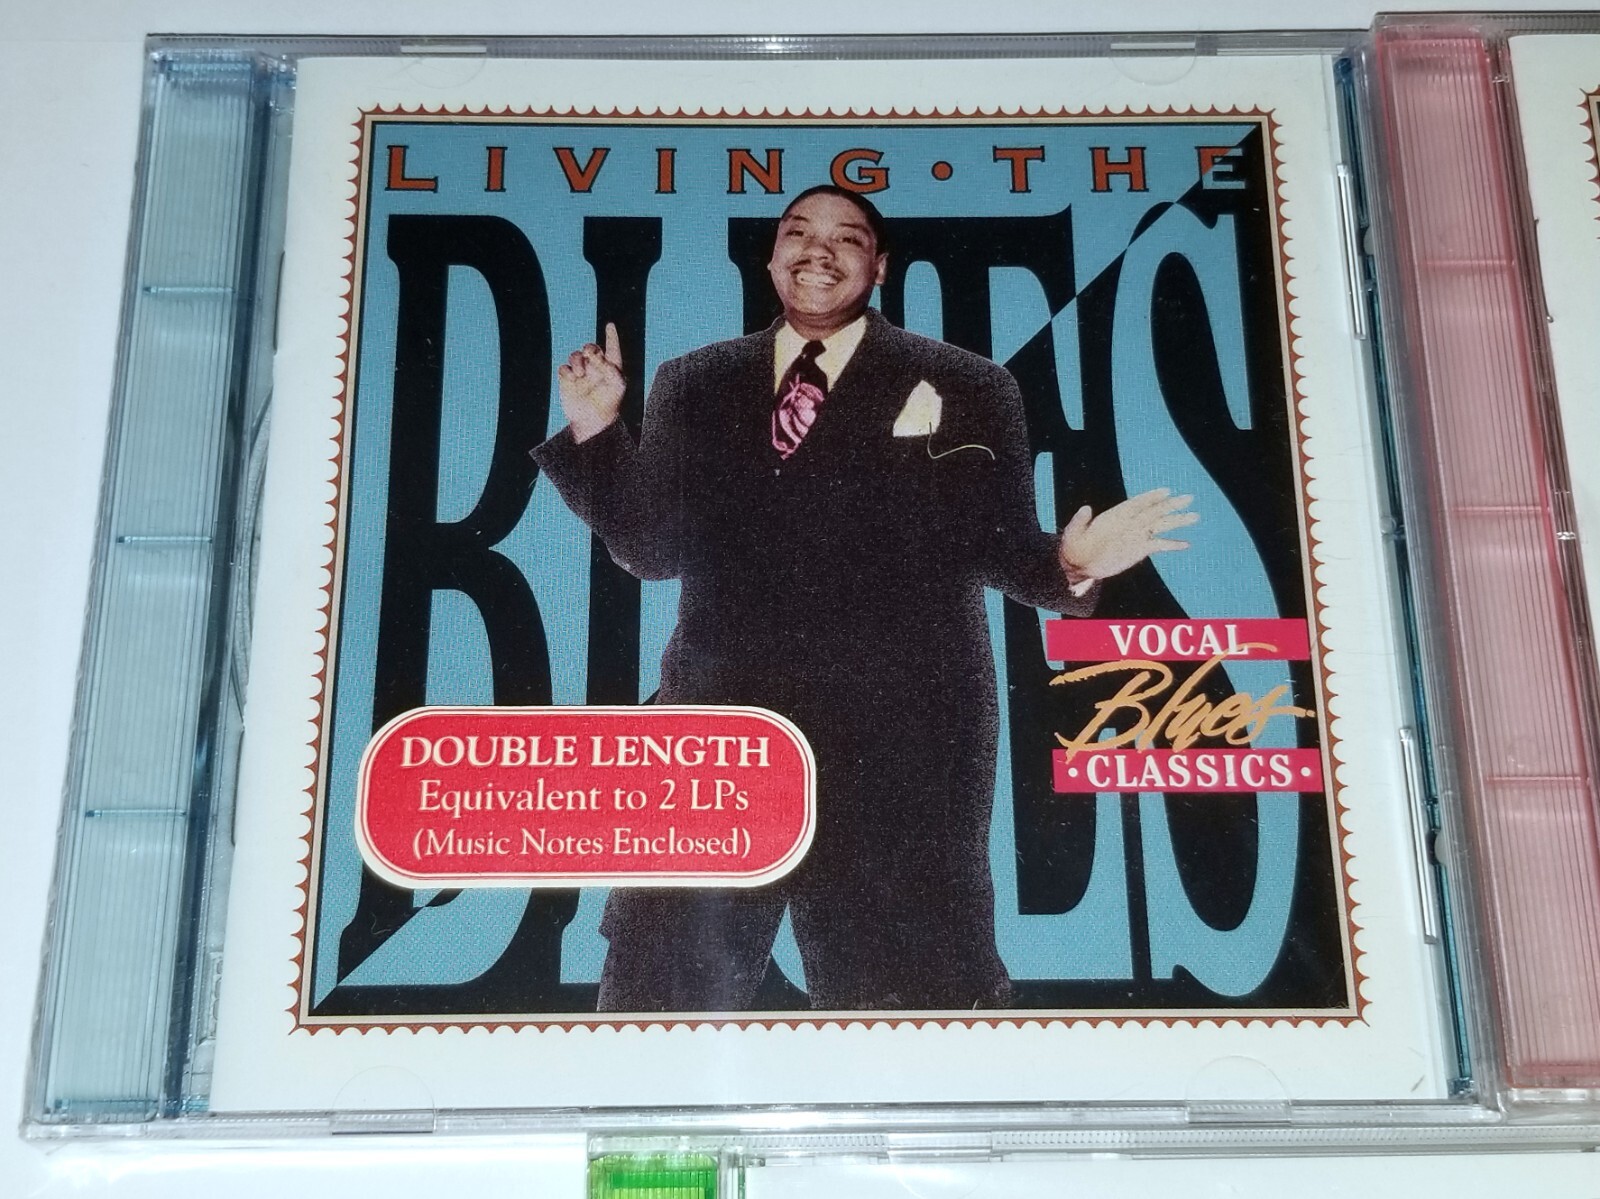 LIVING • THE
BLUES
VOCAL
Blues
• CLASSICS •
DOUBLE LENGTH
Equivalent to 2 LPs
(Music Notes Enclosed)